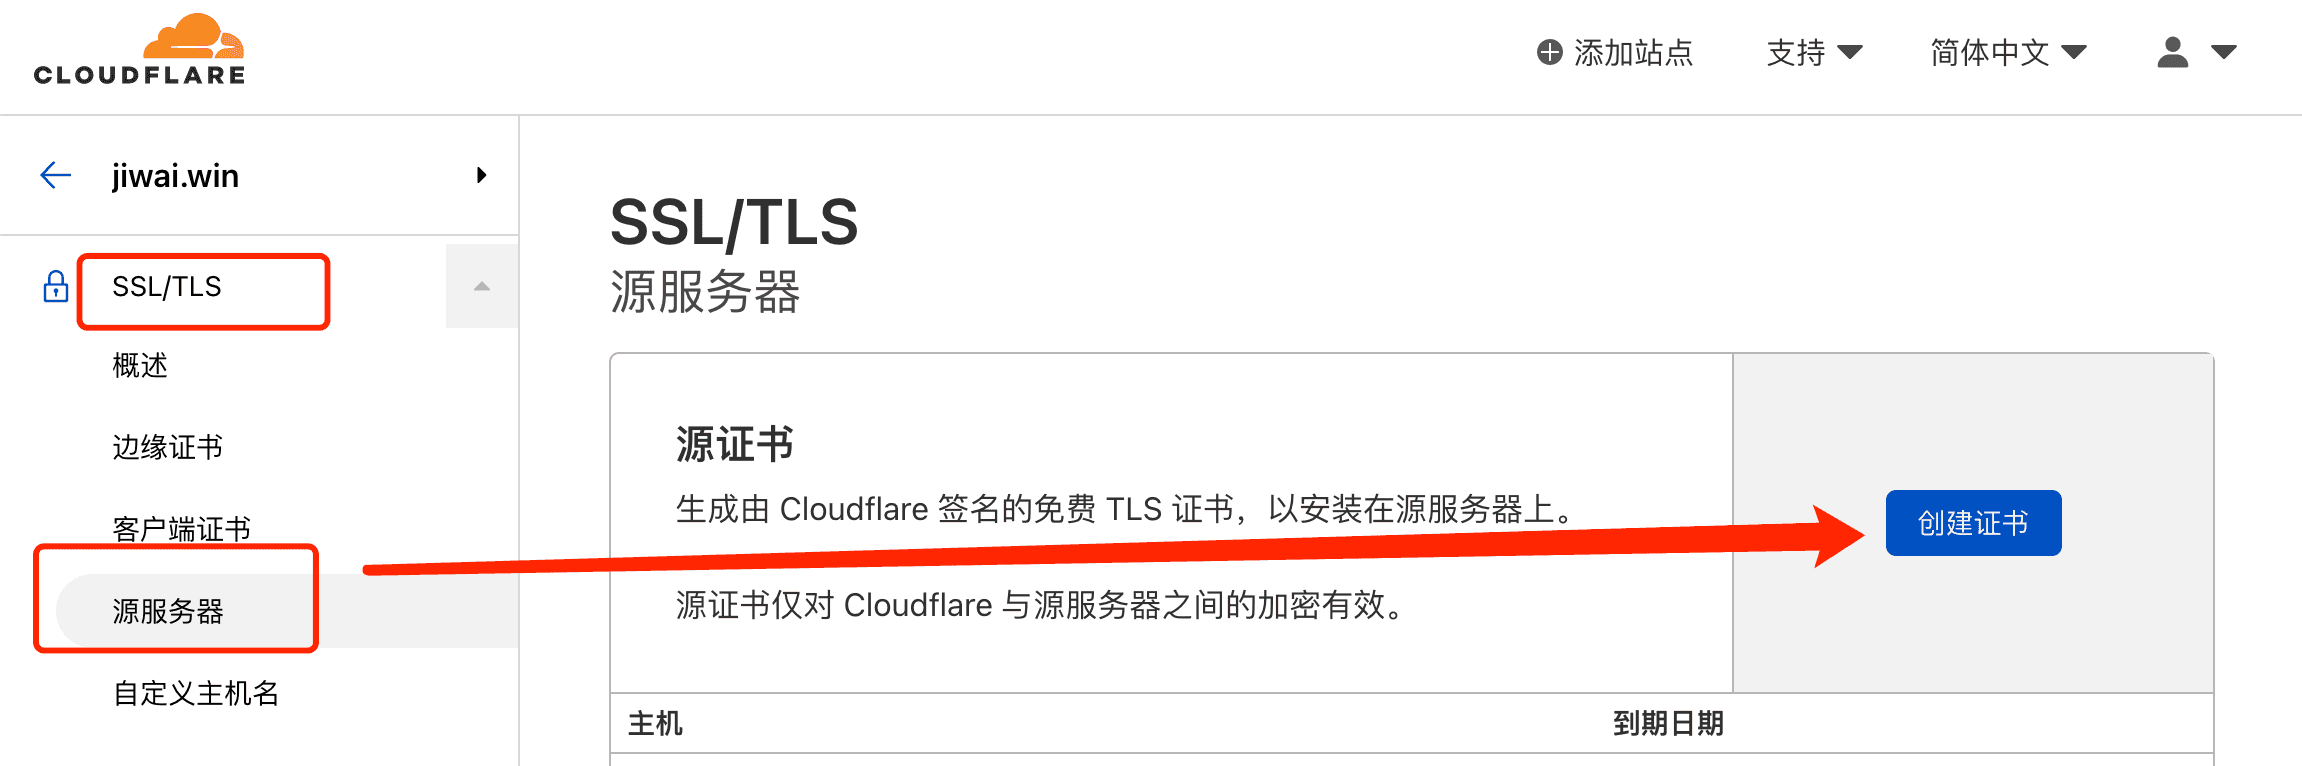 CLOUDFLARE
添加站点
支持
简体中文
jiwai.win
SSL/TLS
概述
边缘证书
客户端证书
源服务器
自定义主机名
SSL/TLS
源服务器
源证书
生成由 Cloudflare 签名的免费 TLS 证书，以安装在源服务器上。
源证书仅对 Cloudflare 与源服务器之间的加密有效。
创建证书
主机
到期日期